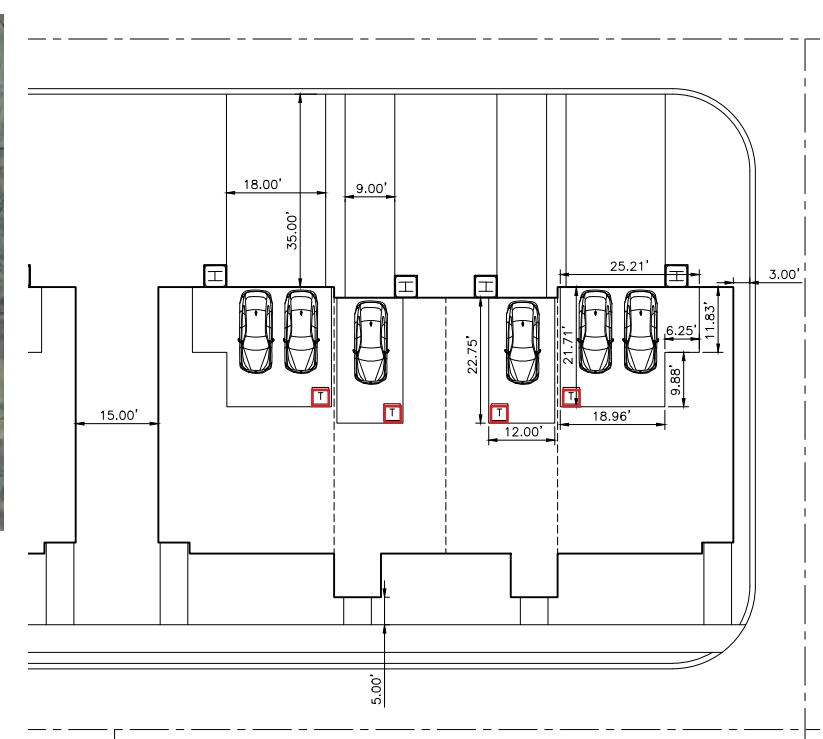 18.00'
9.00'
35.00'
H
H
H
H
25.21'
3.00'
11.83'
6.25'
21.71'
22.75'
9.88'
T
T
T
T
15.00'
18.96'
12.00'
5.00'